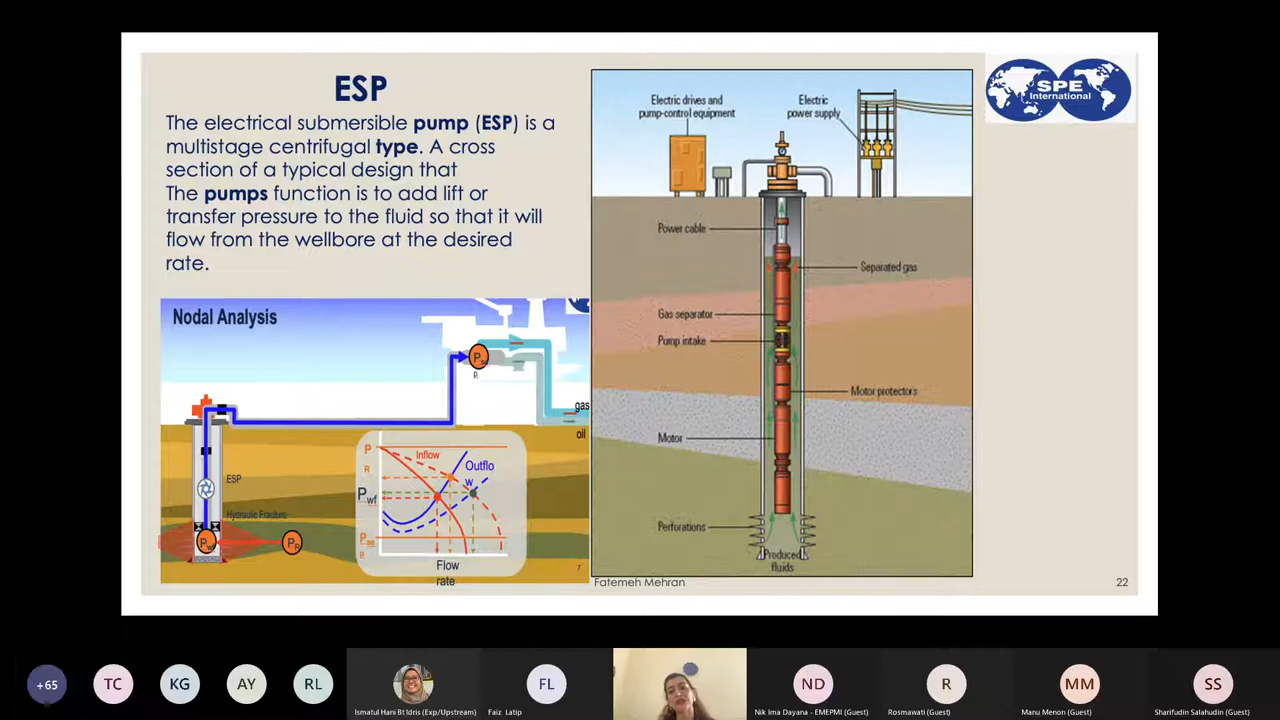 ESP
The electrical submersible pump (ESP) is a
multistage centrifugal type. A cross
section of a typical design that
The pumps function is to add lift or
transfer pressure to the fluid so that it will
flow from the wellbore at the desired
rate.
Nodal Analysis
R
gas
oil
ESP
Hydraulic Fracture
P
R
P
R
Inflow
Outflo
w
Pwf
Flow
rate
7
Electric drives and
pump-control equipment
Electric
power supply
Power cable
Separated gas
Gas separator
Pump intake
Motor protectors
Motor
Perforations
Produced
fluids
SPE
International
Fatemeh Mehran
22
+65
TC
KG
AY
RL
Ismatul Hani Bt Idris (Exp/Upstream)
FL
Faiz Latip
ND
Nik Ima Dayana - EMEPMI (Guest)
R
Rosmawati (Guest)
MM
Manu Menon (Guest)
SS
Sharifudin Salahudin (Guest)